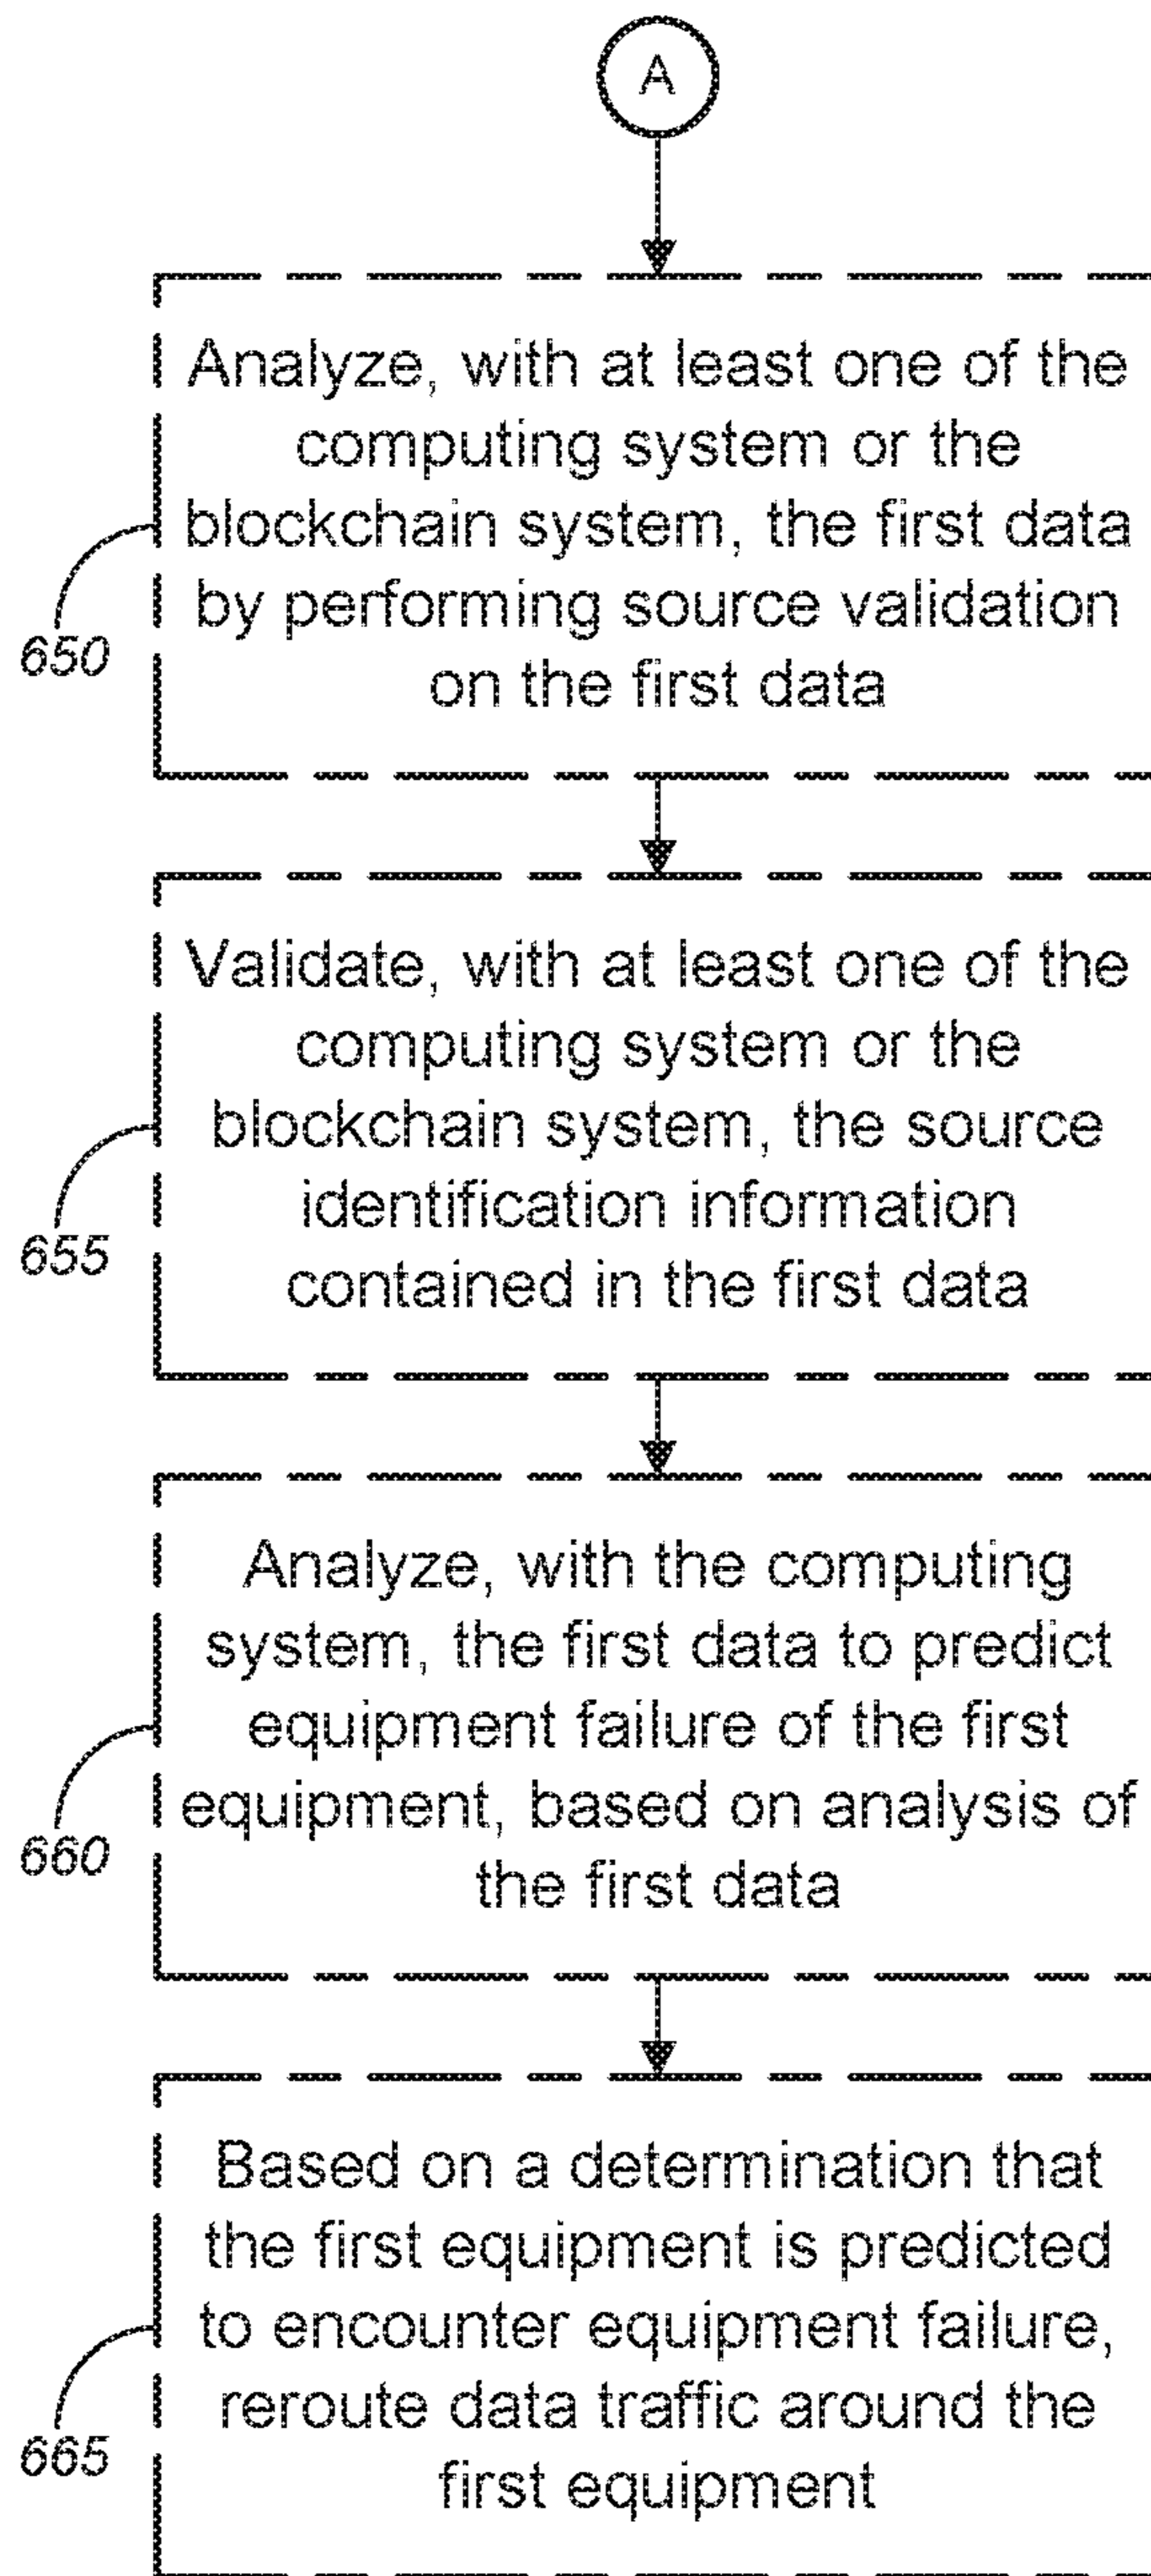 A
Analyze, with at least one of the
computing system or the
blockchain system, the first data
by performing source validation
on the first data
650
Validate, with at least one of the
computing system or the
blockchain system, the source
identification information
contained in the first data
655
Analyze, with the computing
system, the first data to predict
equipment failure of the first
equipment, based on analysis of
the first data
660
Based on a determination that
the first equipment is predicted
to encounter equipment failure,
reroute data traffic around the
first equipment
665